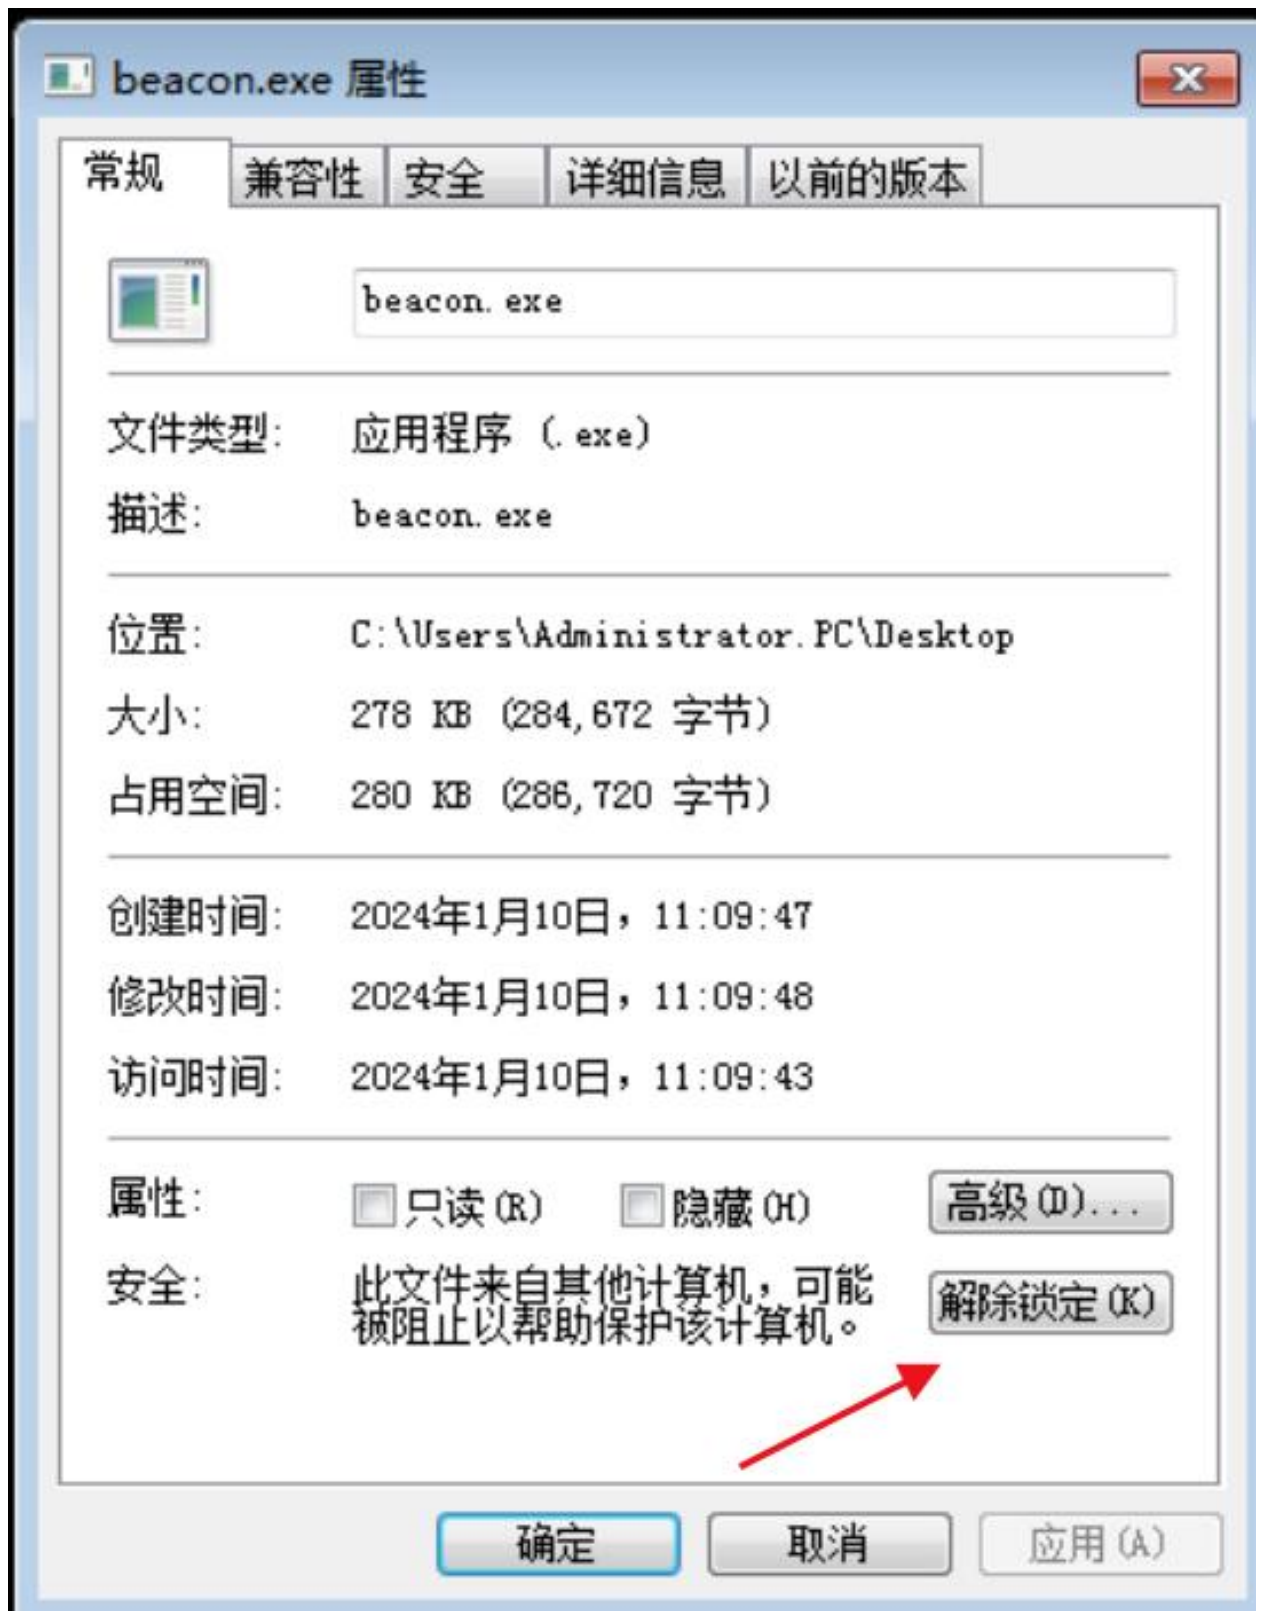 beacon.exe 属性
常规 兼容性 安全 详细信息 以前的版本
beacon.exe
文件类型: 应用程序 (.exe)
描述: beacon.exe
位置: C:\Users\Administrator.PC\Desktop
大小: 278 KB (284,672 字节)
占用空间: 280 KB (286,720 字节)
创建时间: 2024年1月10日，11:09:47
修改时间: 2024年1月10日，11:09:48
访问时间: 2024年1月10日，11:09:43
属性: 只读(R) 隐藏(H) 高级(D)...
安全: 此文件来自其他计算机，可能 解除锁定(K)
被阻止以帮助保护该计算机。
确定 取消 应用(A)